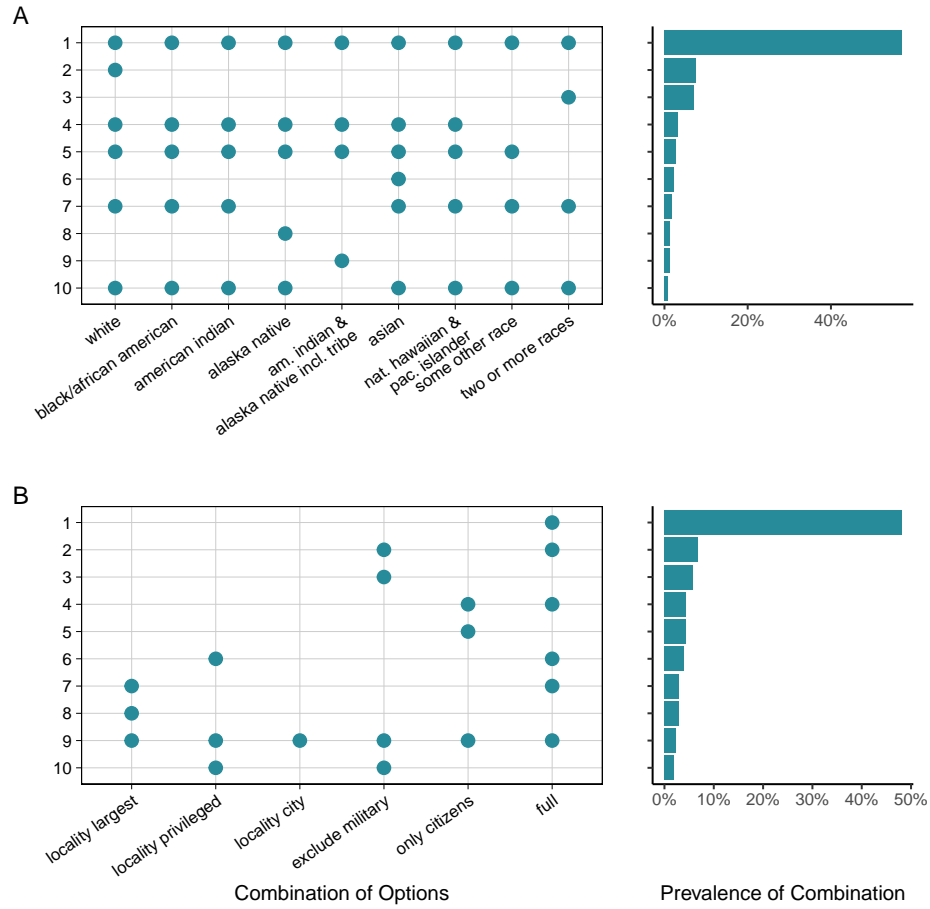 A
1
2
3
4
5
6
7
8
9
10
white
black/african american
american indian
alaska native
am. indian &
alaska native incl. tribe
asian
nat. hawaiian &
pac. islander
some other race
two or more races
0%
20%
40%
B
1
2
3
4
5
6
7
8
9
10
locality largest
locality privileged
locality city
exclude military
only citizens
full
0%
10%
20%
30%
40%
50%
Combination of Options
Prevalence of Combination